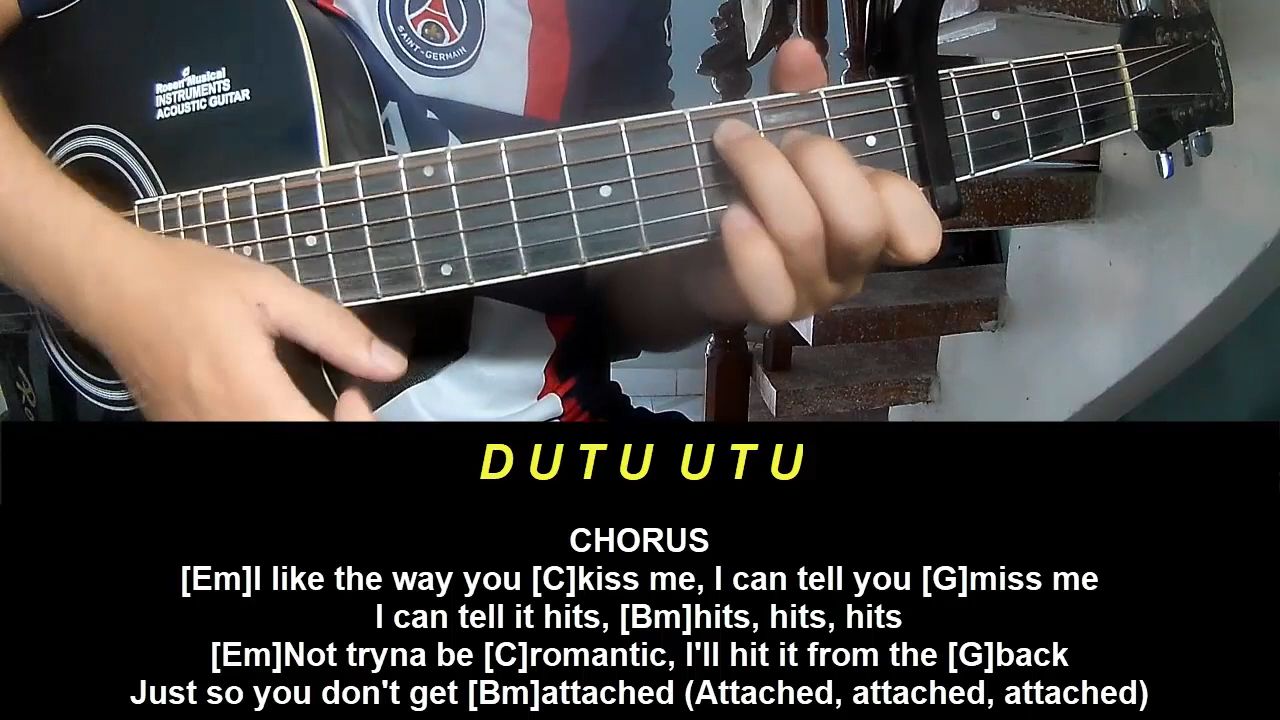 SAINT-GERMAIN
Rosen Musical
INSTRUMENTS
ACOUSTIC GUITAR
D U T U U T U
CHORUS
[Em]I like the way you [C]kiss me, I can tell you [G]miss me
I can tell it hits, [Bm]hits, hits, hits
[Em]Not tryna be [C]romantic, I'll hit it from the [G]back
Just so you don't get [Bm]attached (Attached, attached, attached)